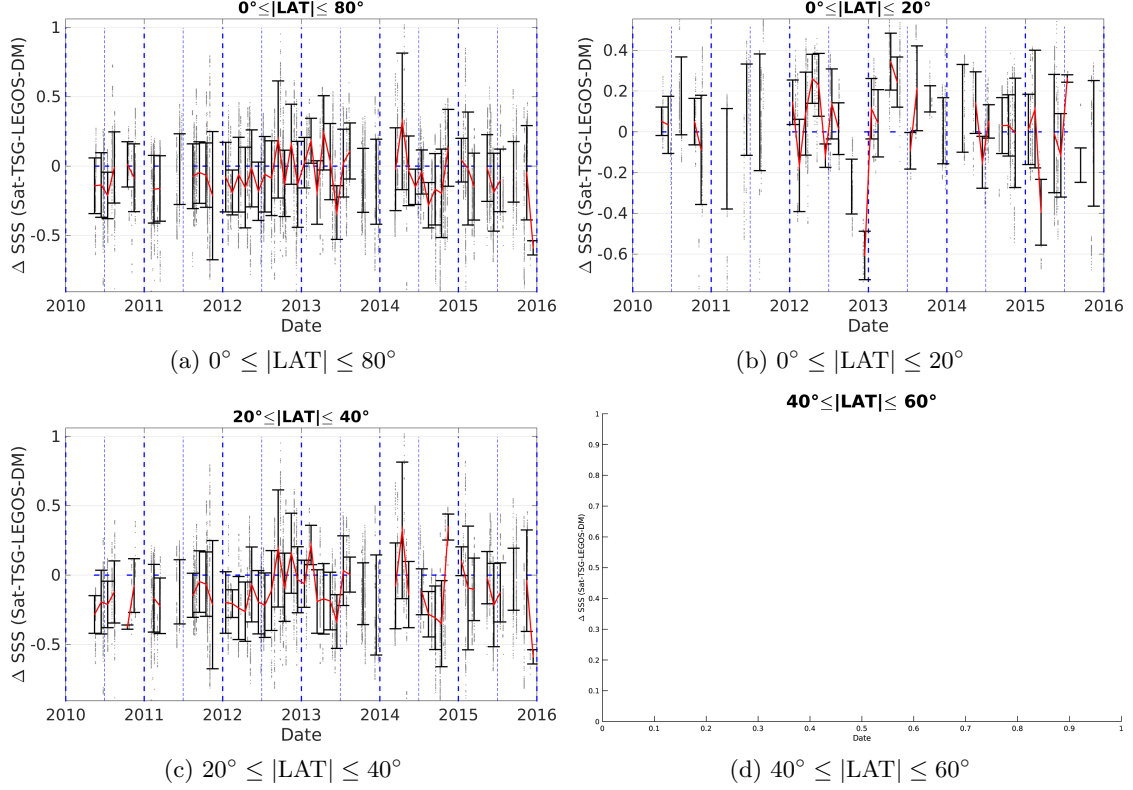 0°≤|LAT|≤ 80°
1
0.5
0
-0.5
Δ SSS (Sat-TSG-LEGOS-DM)
2010 2011 2012 2013 2014 2015 2016
Date
(a) 0° ≤ |LAT| ≤ 80°
0°≤|LAT|≤ 20°
0.4
0.2
0
-0.2
-0.4
-0.6
Δ SSS (Sat-TSG-LEGOS-DM)
2010 2011 2012 2013 2014 2015 2016
Date
(b) 0° ≤ |LAT| ≤ 20°
20°≤|LAT|≤ 40°
1
0.5
0
-0.5
Δ SSS (Sat-TSG-LEGOS-DM)
2010 2011 2012 2013 2014 2015 2016
Date
(c) 20° ≤ |LAT| ≤ 40°
40°≤|LAT|≤ 60°
1
0.9
0.8
0.7
0.6
0.5
0.4
0.3
0.2
0.1
0
Δ SSS (Sat-TSG-LEGOS-DM)
0 0.1 0.2 0.3 0.4 0.5 0.6 0.7 0.8 0.9 1
Date
(d) 40° ≤ |LAT| ≤ 60°